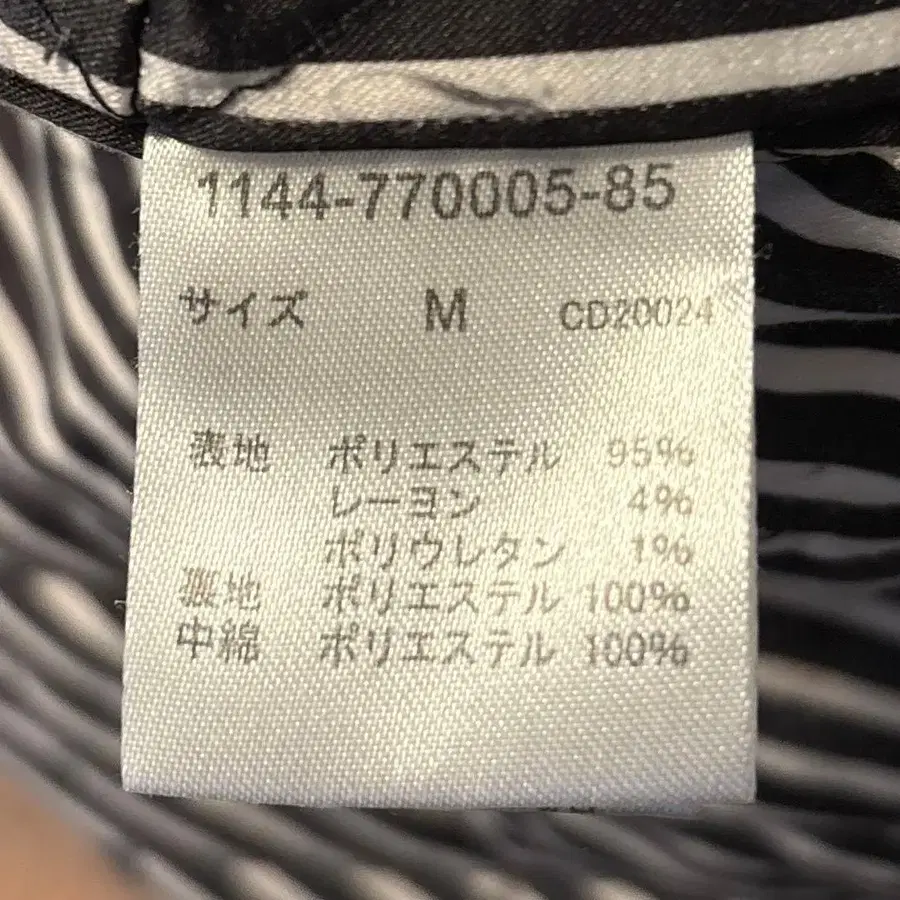 1144-770005-85
サイズ M CD20024
表地 ポリエステル 95%
レーヨン 4%
ポリウレタン 1%
裏地 ポリエステル 100%
中綿 ポリエステル 100%